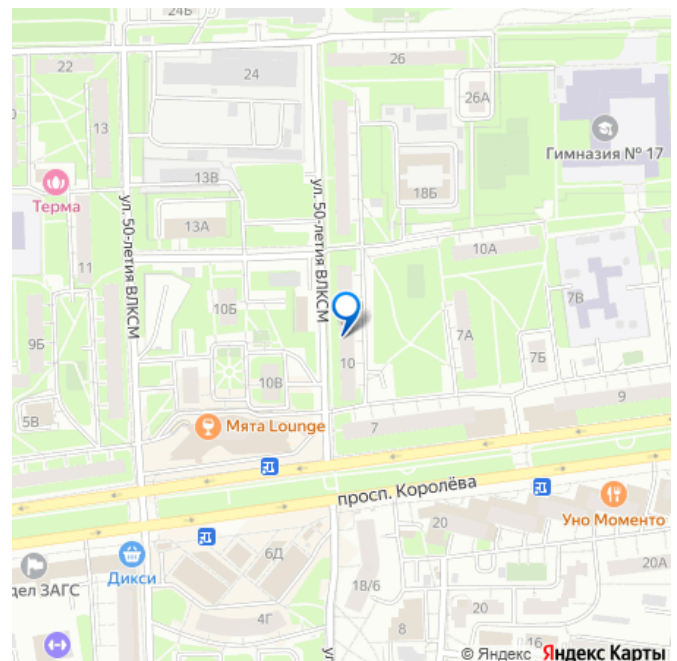 24Б
22
24
26
26А
13
Гимназия № 17
13В
18Б
Терма
ул. 50-летия ВЛКСМ
ул. 50-летия ВЛКСМ
13А
11
10А
10Б
7В
9Б
7А
7Б
10
10В
9
5В
Мята Lounge
7
просп. Королёва
Уно Моменто
20
6Д
Дикси
дел ЗАГС
18/6
20А
20
4Г
8
16
ул
© Яндекс Яндекс Карты